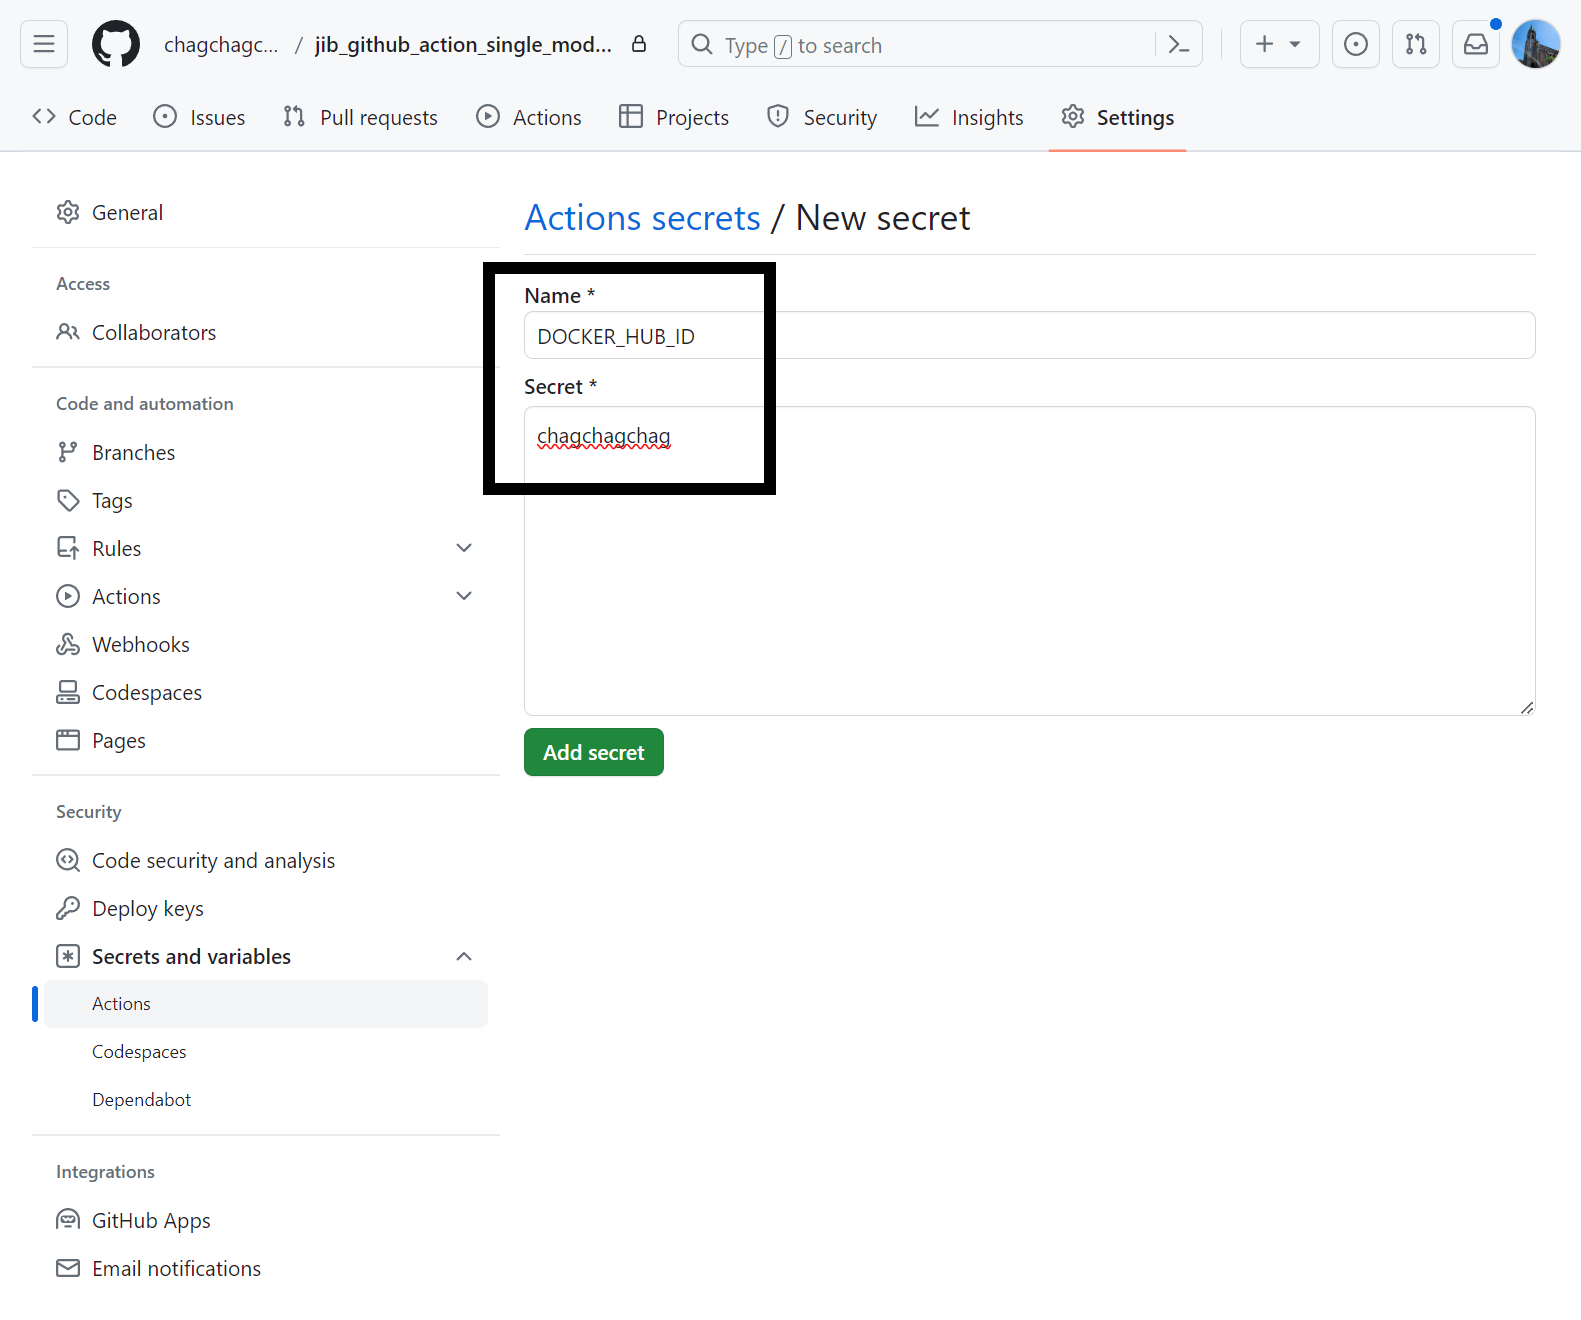 chagchagc... / jib_github_action_single_mod...
Type / to search
Code Issues Pull requests Actions Projects Security Insights Settings
General
Access
Collaborators
Code and automation
Branches
Tags
Rules
Actions
Webhooks
Codespaces
Pages
Security
Code security and analysis
Deploy keys
Secrets and variables
Actions
Codespaces
Dependabot
Integrations
GitHub Apps
Email notifications
Actions secrets / New secret
Name *
DOCKER_HUB_ID
Secret *
chagchagchag
Add secret